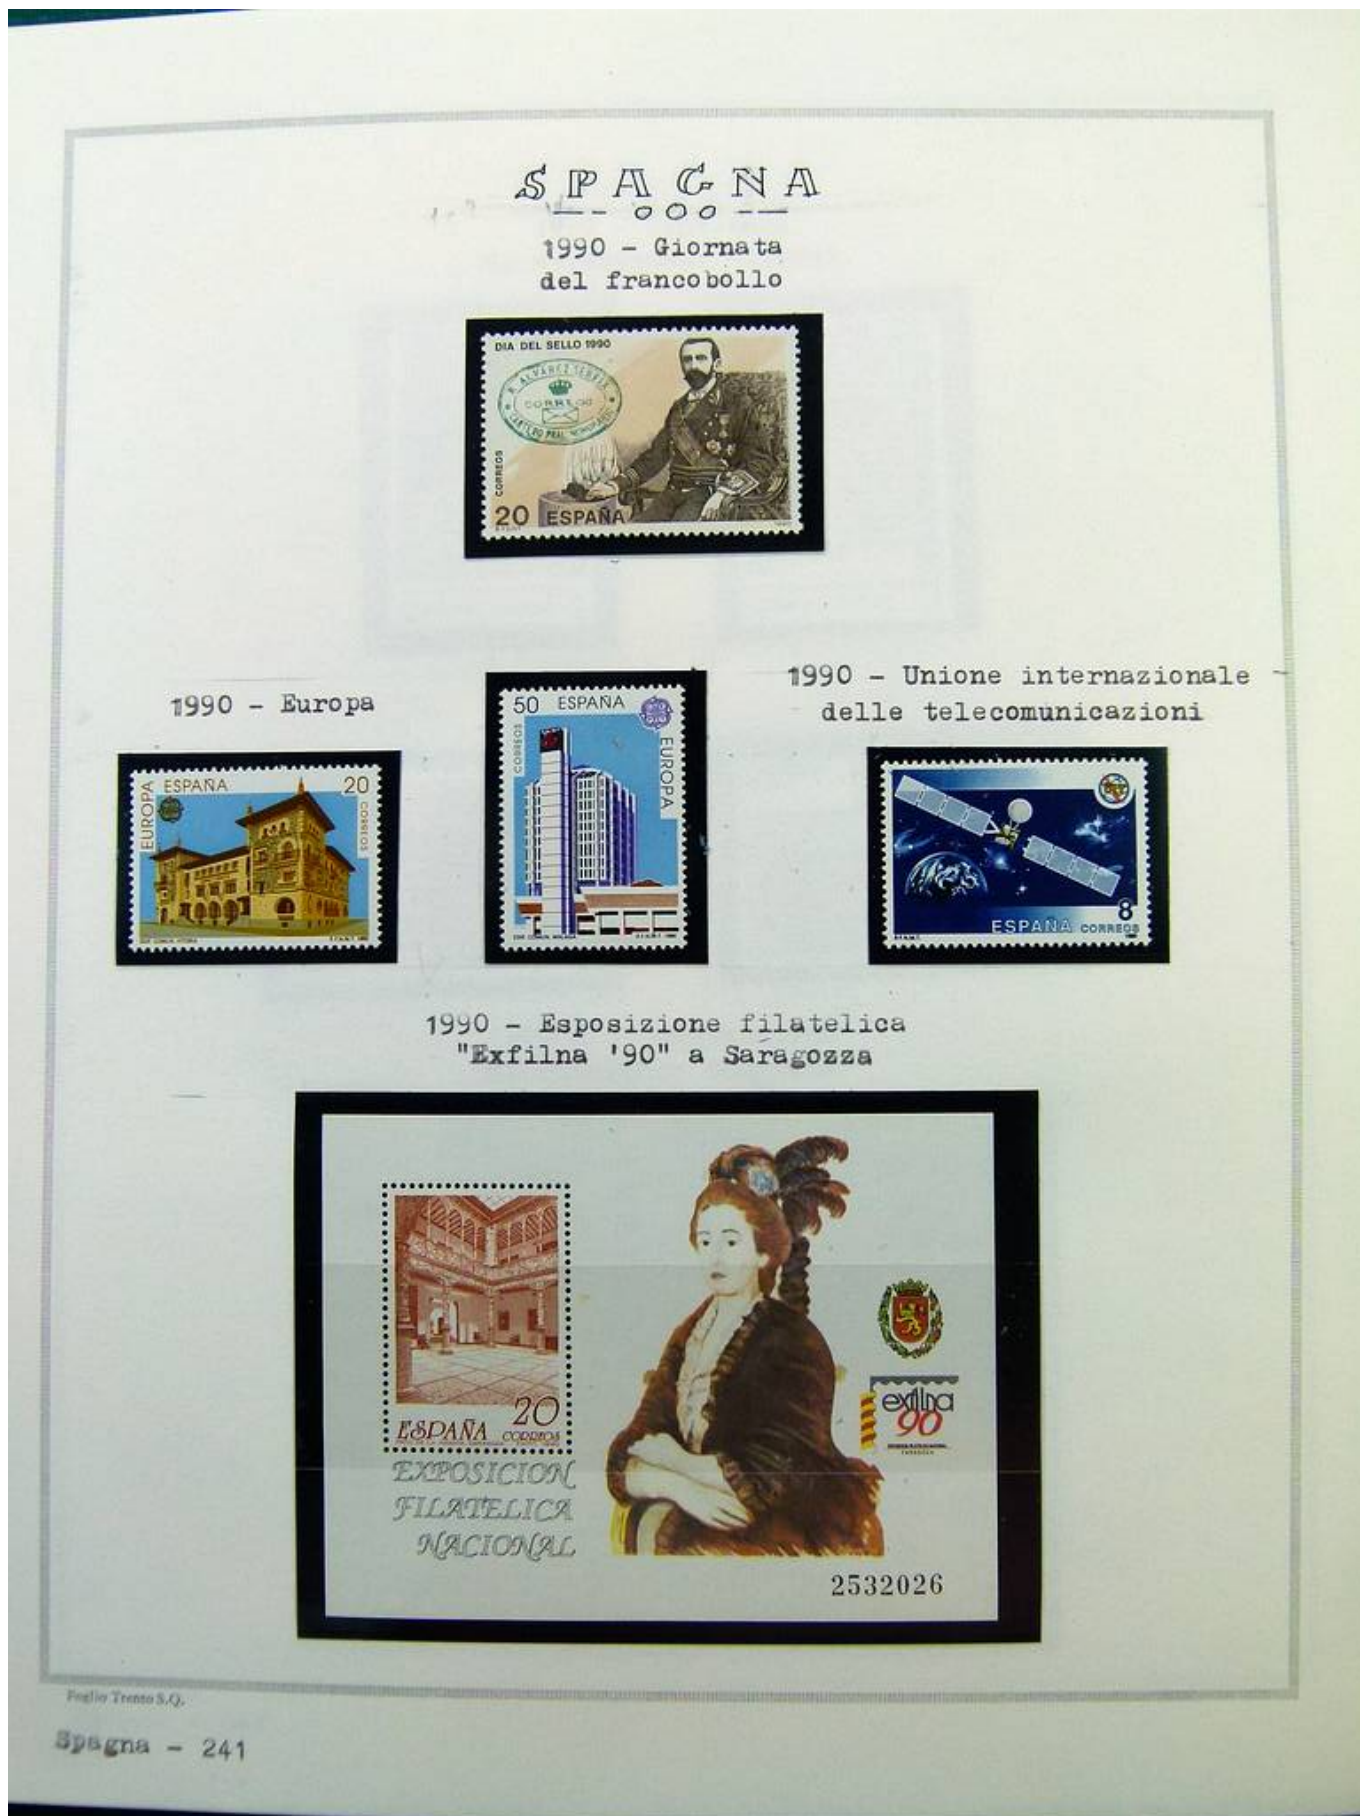 SPAGNA
1990 - Giornata
del francobollo
DIA DEL SELLO 1990
CORREOS
20 ESPAÑA
1990 - Europa
EUROPA
ESPAÑA
20
CORREOS
50 ESPAÑA
CORREOS
EUROPA
1990 - Unione internazionale
delle telecomunicazioni
8
ESPAÑA CORREOS
1990 - Esposizione filatelica
"Exfilna '90" a Saragozza
20
ESPAÑA CORREOS
EXPOSICION
FILATELICA
NACIONAL
exfilna
90
2532026
Foglio Trento S.Q.
Spagna - 241